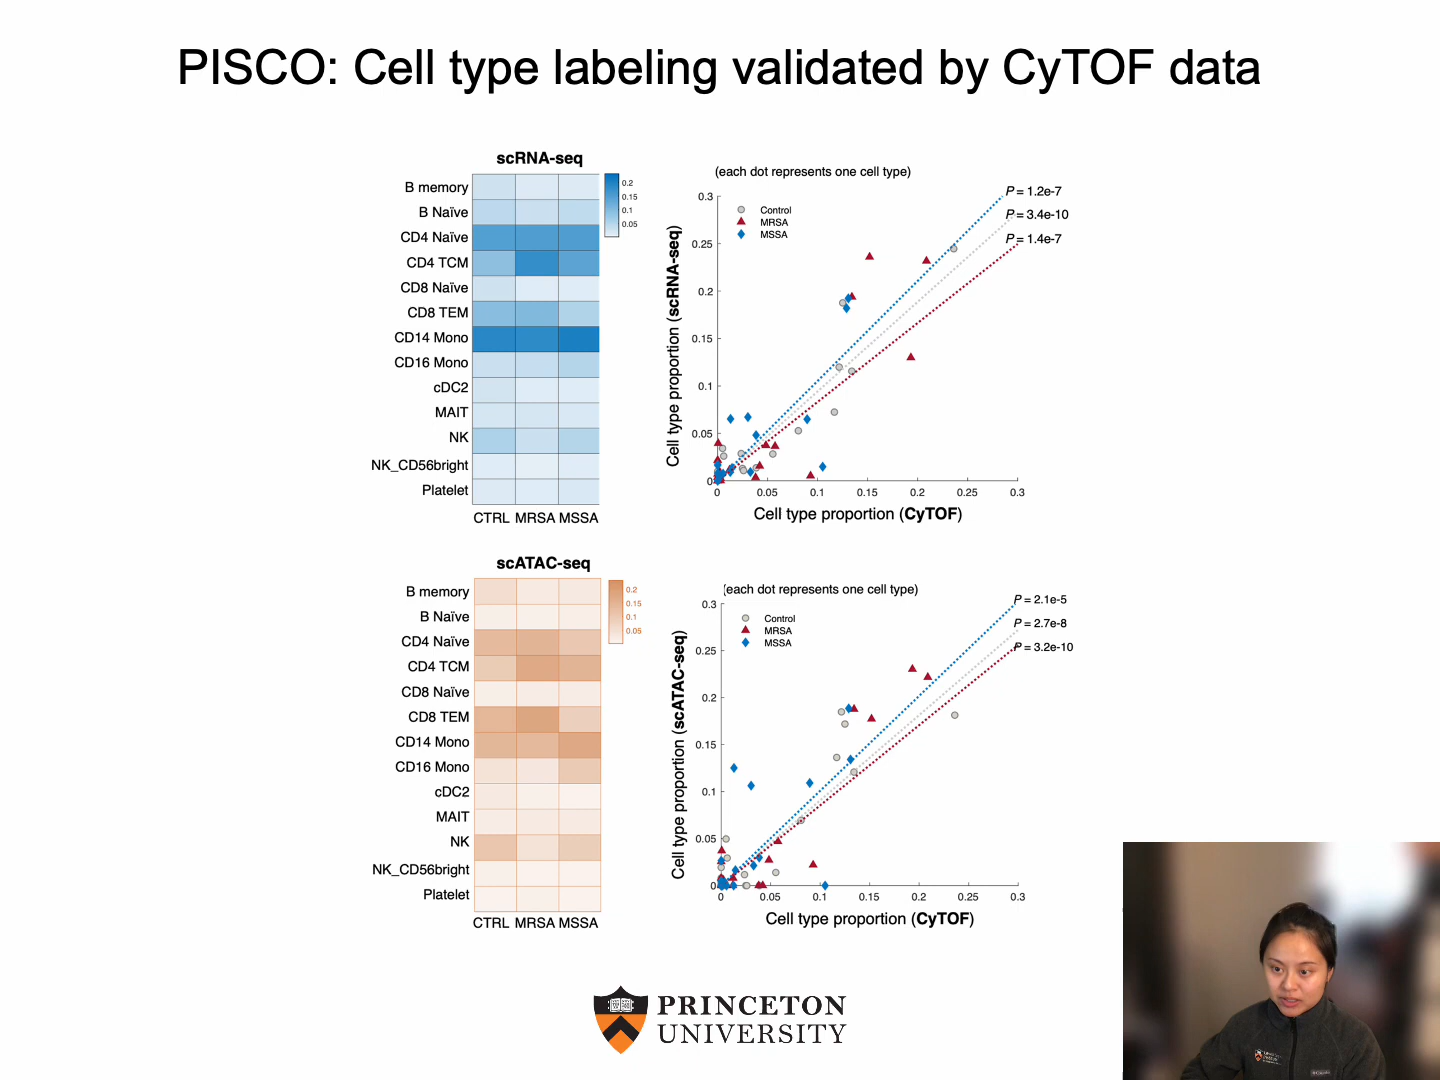 PISCO: Cell type labeling validated by CyTOF data
scRNA-seq
B memory
B Naïve
CD4 Naïve
CD4 TCM
CD8 Naïve
CD8 TEM
CD14 Mono
CD16 Mono
cDC2
MAIT
NK
NK_CD56bright
Platelet
CTRL MRSA MSSA
0.2
0.15
0.1
0.05
(each dot represents one cell type)
Control
MRSA
MSSA
P = 1.2e-7
P = 3.4e-10
P = 1.4e-7
Cell type proportion (scRNA-seq)
0.3
0.25
0.2
0.15
0.1
0.05
0
0 0.05 0.1 0.15 0.2 0.25 0.3
Cell type proportion (CyTOF)
scATAC-seq
B memory
B Naïve
CD4 Naïve
CD4 TCM
CD8 Naïve
CD8 TEM
CD14 Mono
CD16 Mono
cDC2
MAIT
NK
NK_CD56bright
Platelet
CTRL MRSA MSSA
0.2
0.15
0.1
0.05
(each dot represents one cell type)
Control
MRSA
MSSA
P = 2.1e-5
P = 2.7e-8
P = 3.2e-10
Cell type proportion (scATAC-seq)
0.3
0.25
0.2
0.15
0.1
0.05
0
0 0.05 0.1 0.15 0.2 0.25 0.3
Cell type proportion (CyTOF)
PRINCETON
UNIVERSITY